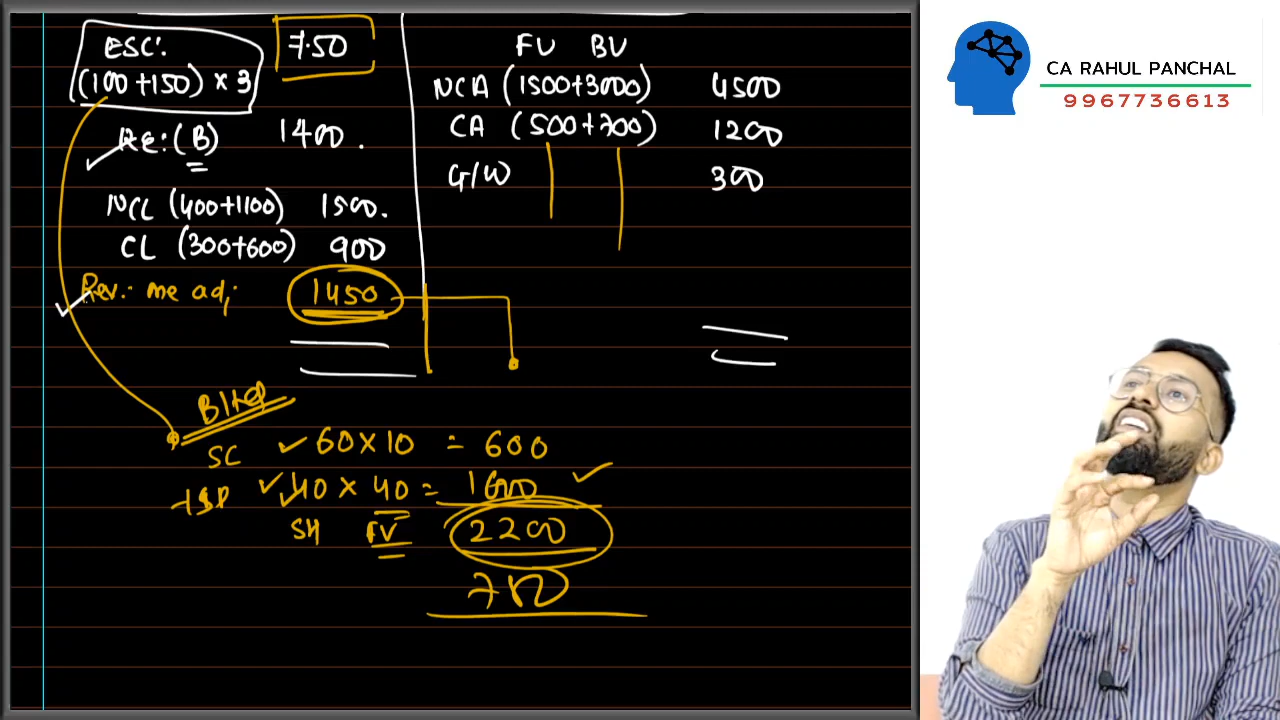 ESC:
(100+150) × 3 7.50
RE: (B) 1400.
NCL (400+1100) 1500.
CL (300+600) 900
Rev: me adj 1450
FV BV
NCA (1500+3000) 4500
CA (500+700) 1200
G/W 300
SC 60×10 = 600
40 × 40 = 1600
SH FV 2200
750
CA RAHUL PANCHAL
9967736613